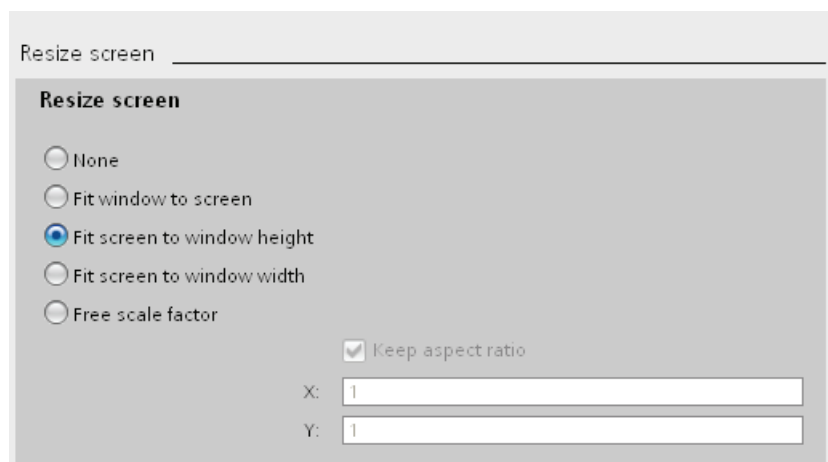 Resize screen
Resize screen
None
Fit window to screen
Fit screen to window height
Fit screen to window width
Free scale factor
Keep aspect ratio
X: 1
Y: 1